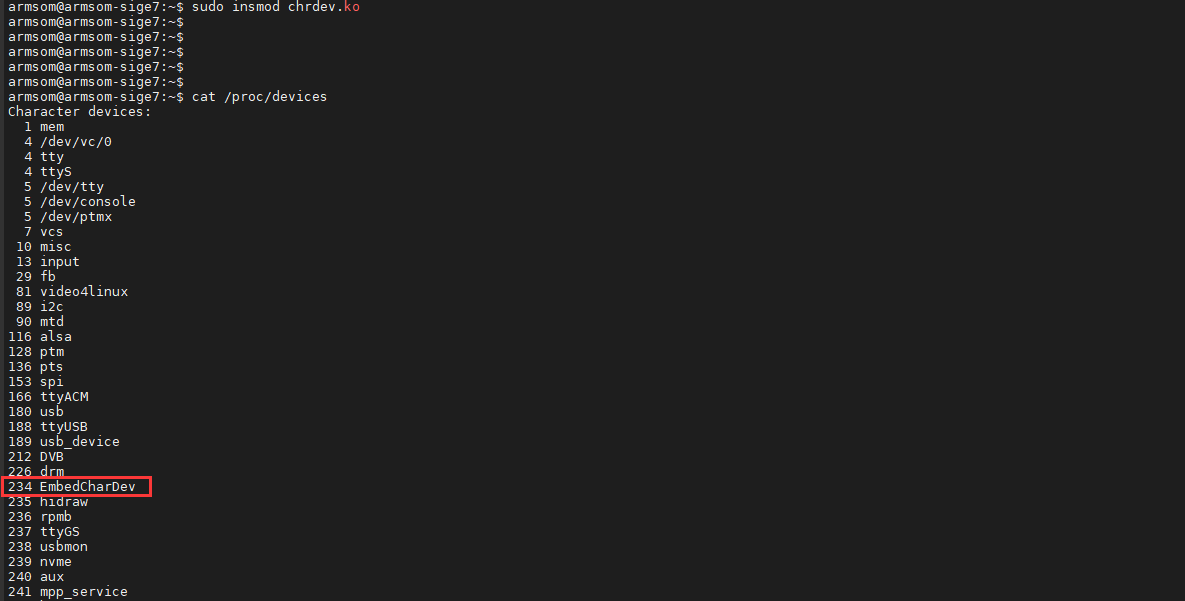 armsom@armsom-sige7:~$ sudo insmod chrdev.ko
armsom@armsom-sige7:~$
armsom@armsom-sige7:~$
armsom@armsom-sige7:~$
armsom@armsom-sige7:~$
armsom@armsom-sige7:~$
armsom@armsom-sige7:~$ cat /proc/devices
Character devices:
  1 mem
  4 /dev/vc/0
  4 tty
  4 ttyS
  5 /dev/tty
  5 /dev/console
  5 /dev/ptmx
  7 vcs
 10 misc
 13 input
 29 fb
 81 video4linux
 89 i2c
 90 mtd
116 alsa
128 ptm
136 pts
153 spi
166 ttyACM
180 usb
188 ttyUSB
189 usb_device
212 DVB
226 drm
234 EmbedCharDev
235 hidraw
236 rpmb
237 ttyGS
238 usbmon
239 nvme
240 aux
241 mpp_service